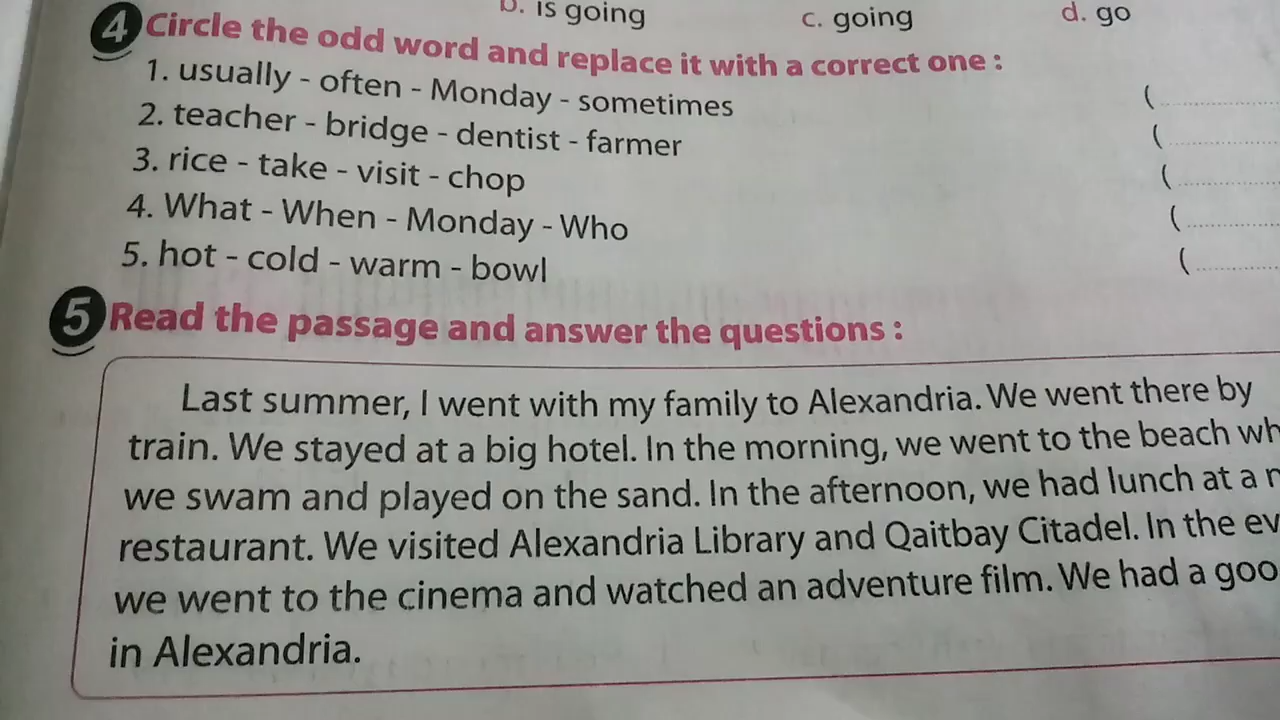 b. is going c. going d. go
4 Circle the odd word and replace it with a correct one :
1. usually - often - Monday - sometimes (....................
2. teacher - bridge - dentist - farmer (....................
3. rice - take - visit - chop (....................
4. What - When - Monday - Who (....................
5. hot - cold - warm - bowl (....................
5 Read the passage and answer the questions :
Last summer, I went with my family to Alexandria. We went there by
train. We stayed at a big hotel. In the morning, we went to the beach
we swam and played on the sand. In the afternoon, we had lunch at a
restaurant. We visited Alexandria Library and Qaitbay Citadel. In the
we went to the cinema and watched an adventure film. We had a
in Alexandria.